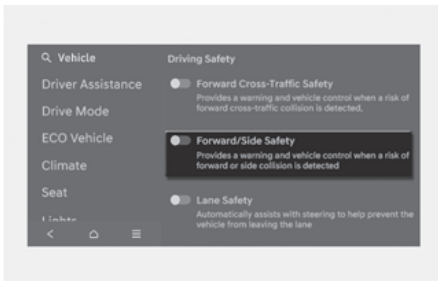 Vehicle
Driver Assistance
Drive Mode
ECO Vehicle
Climate
Seat
Lights
Driving Safety
Forward Cross-Traffic Safety
Provides a warning and vehicle control when a risk of
forward cross-traffic collision is detected.
Forward/Side Safety
Provides a warning and vehicle control when a risk of
forward or side collision is detected
Lane Safety
Automatically assists with steering to help prevent the
vehicle from leaving the lane